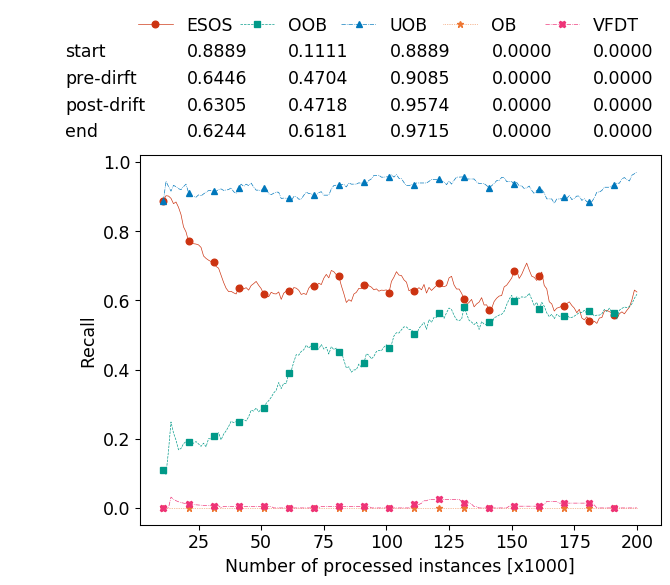 ESOS OOB UOB OB VFDT
start 0.8889 0.1111 0.8889 0.0000 0.0000
pre-dirft 0.6446 0.4704 0.9085 0.0000 0.0000
post-drift 0.6305 0.4718 0.9574 0.0000 0.0000
end 0.6244 0.6181 0.9715 0.0000 0.0000
1.0
0.8
0.6
0.4
0.2
0.0
Recall
25 50 75 100 125 150 175 200
Number of processed instances [x1000]